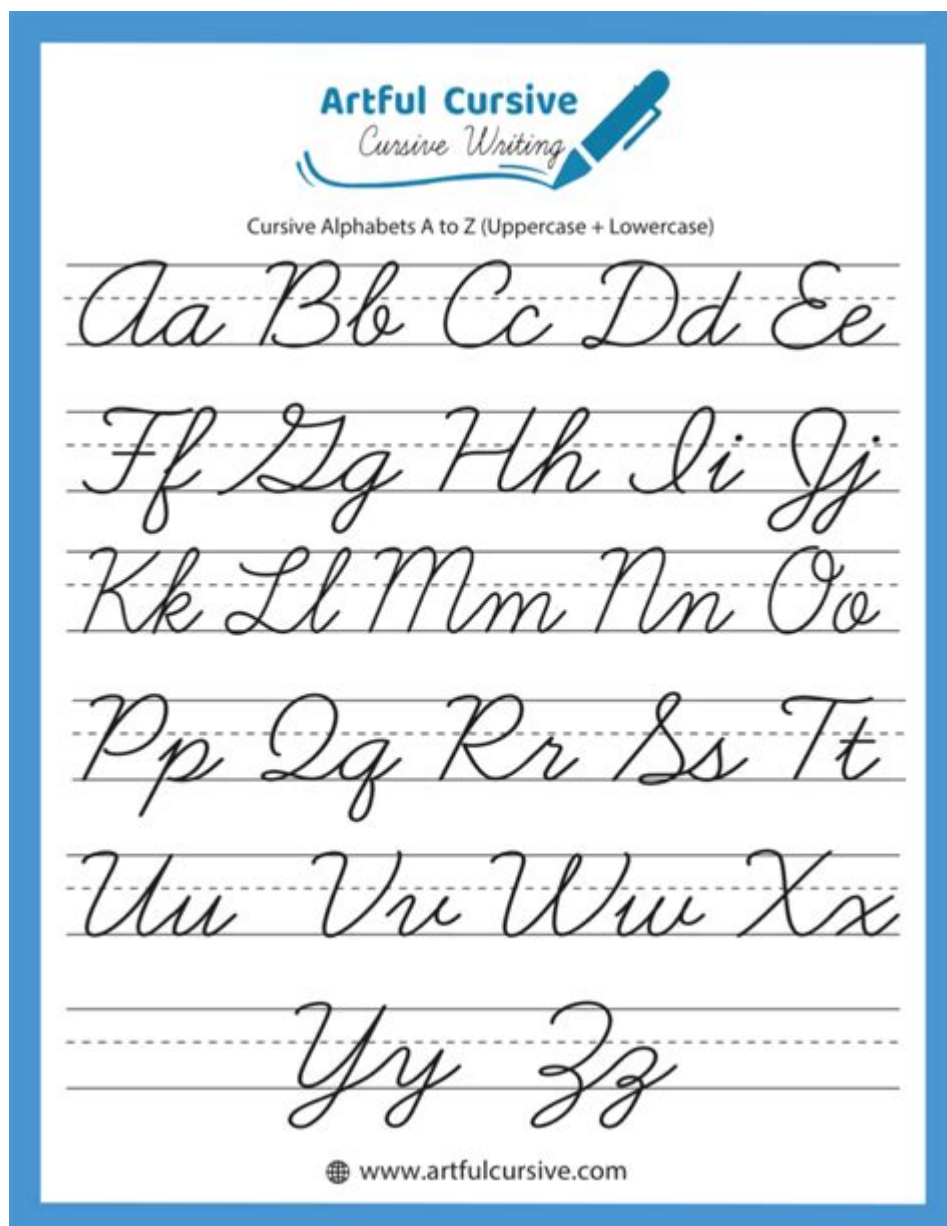 Artful Cursive
Cursive Writing
Cursive Alphabets A to Z (Uppercase + Lowercase)
Aa Bb Cc Dd Ee
Ff Gg Hh Ii Jj
Kk Ll Mm Nn Oo
Pp Qq Rr Ss Tt
Uu Vv Ww Xx
Yy Zz
www.artfulcursive.com